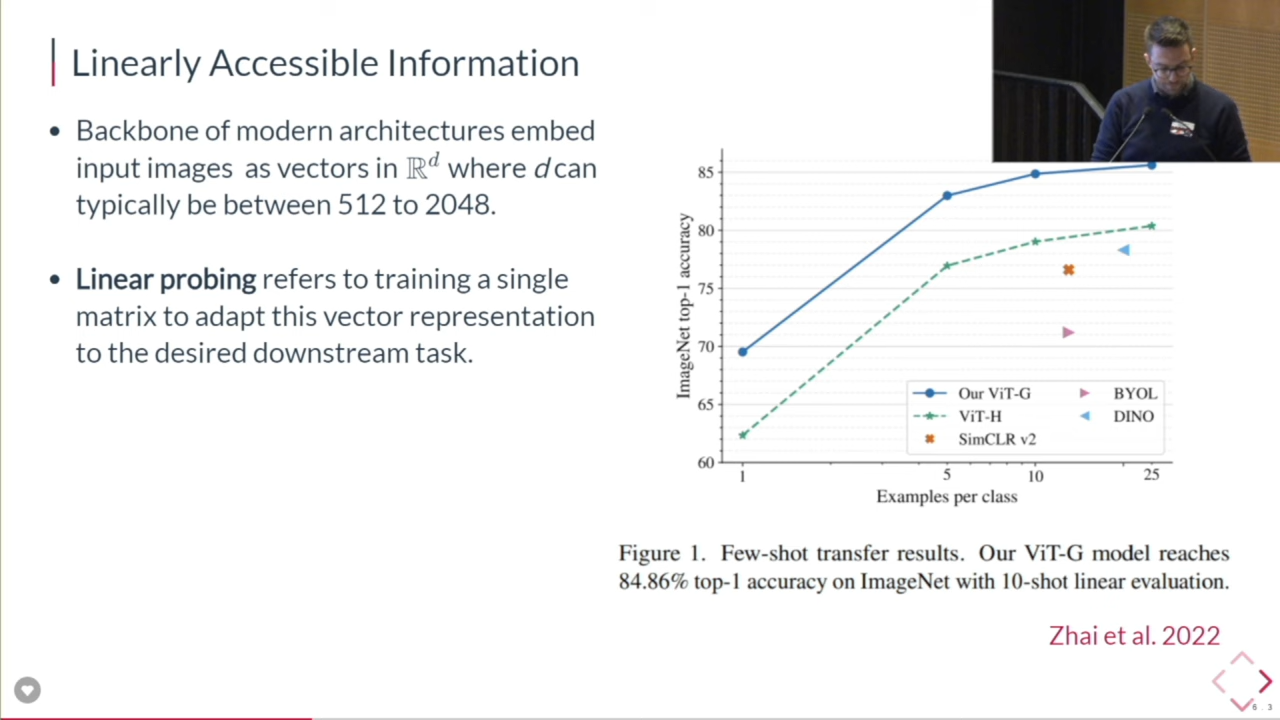 Linearly Accessible Information
• Backbone of modern architectures embed
input images as vectors in ℝᵈ where d can
typically be between 512 to 2048.
• Linear probing refers to training a single
matrix to adapt this vector representation
to the desired downstream task.
ImageNet top-1 accuracy
85
80
75
70
65
60
1
5
10
25
Examples per class
Our ViT-G
ViT-H
SimCLR v2
BYOL
DINO
Figure 1. Few-shot transfer results. Our ViT-G model reaches
84.86% top-1 accuracy on ImageNet with 10-shot linear evaluation.
Zhai et al. 2022
6 . 3